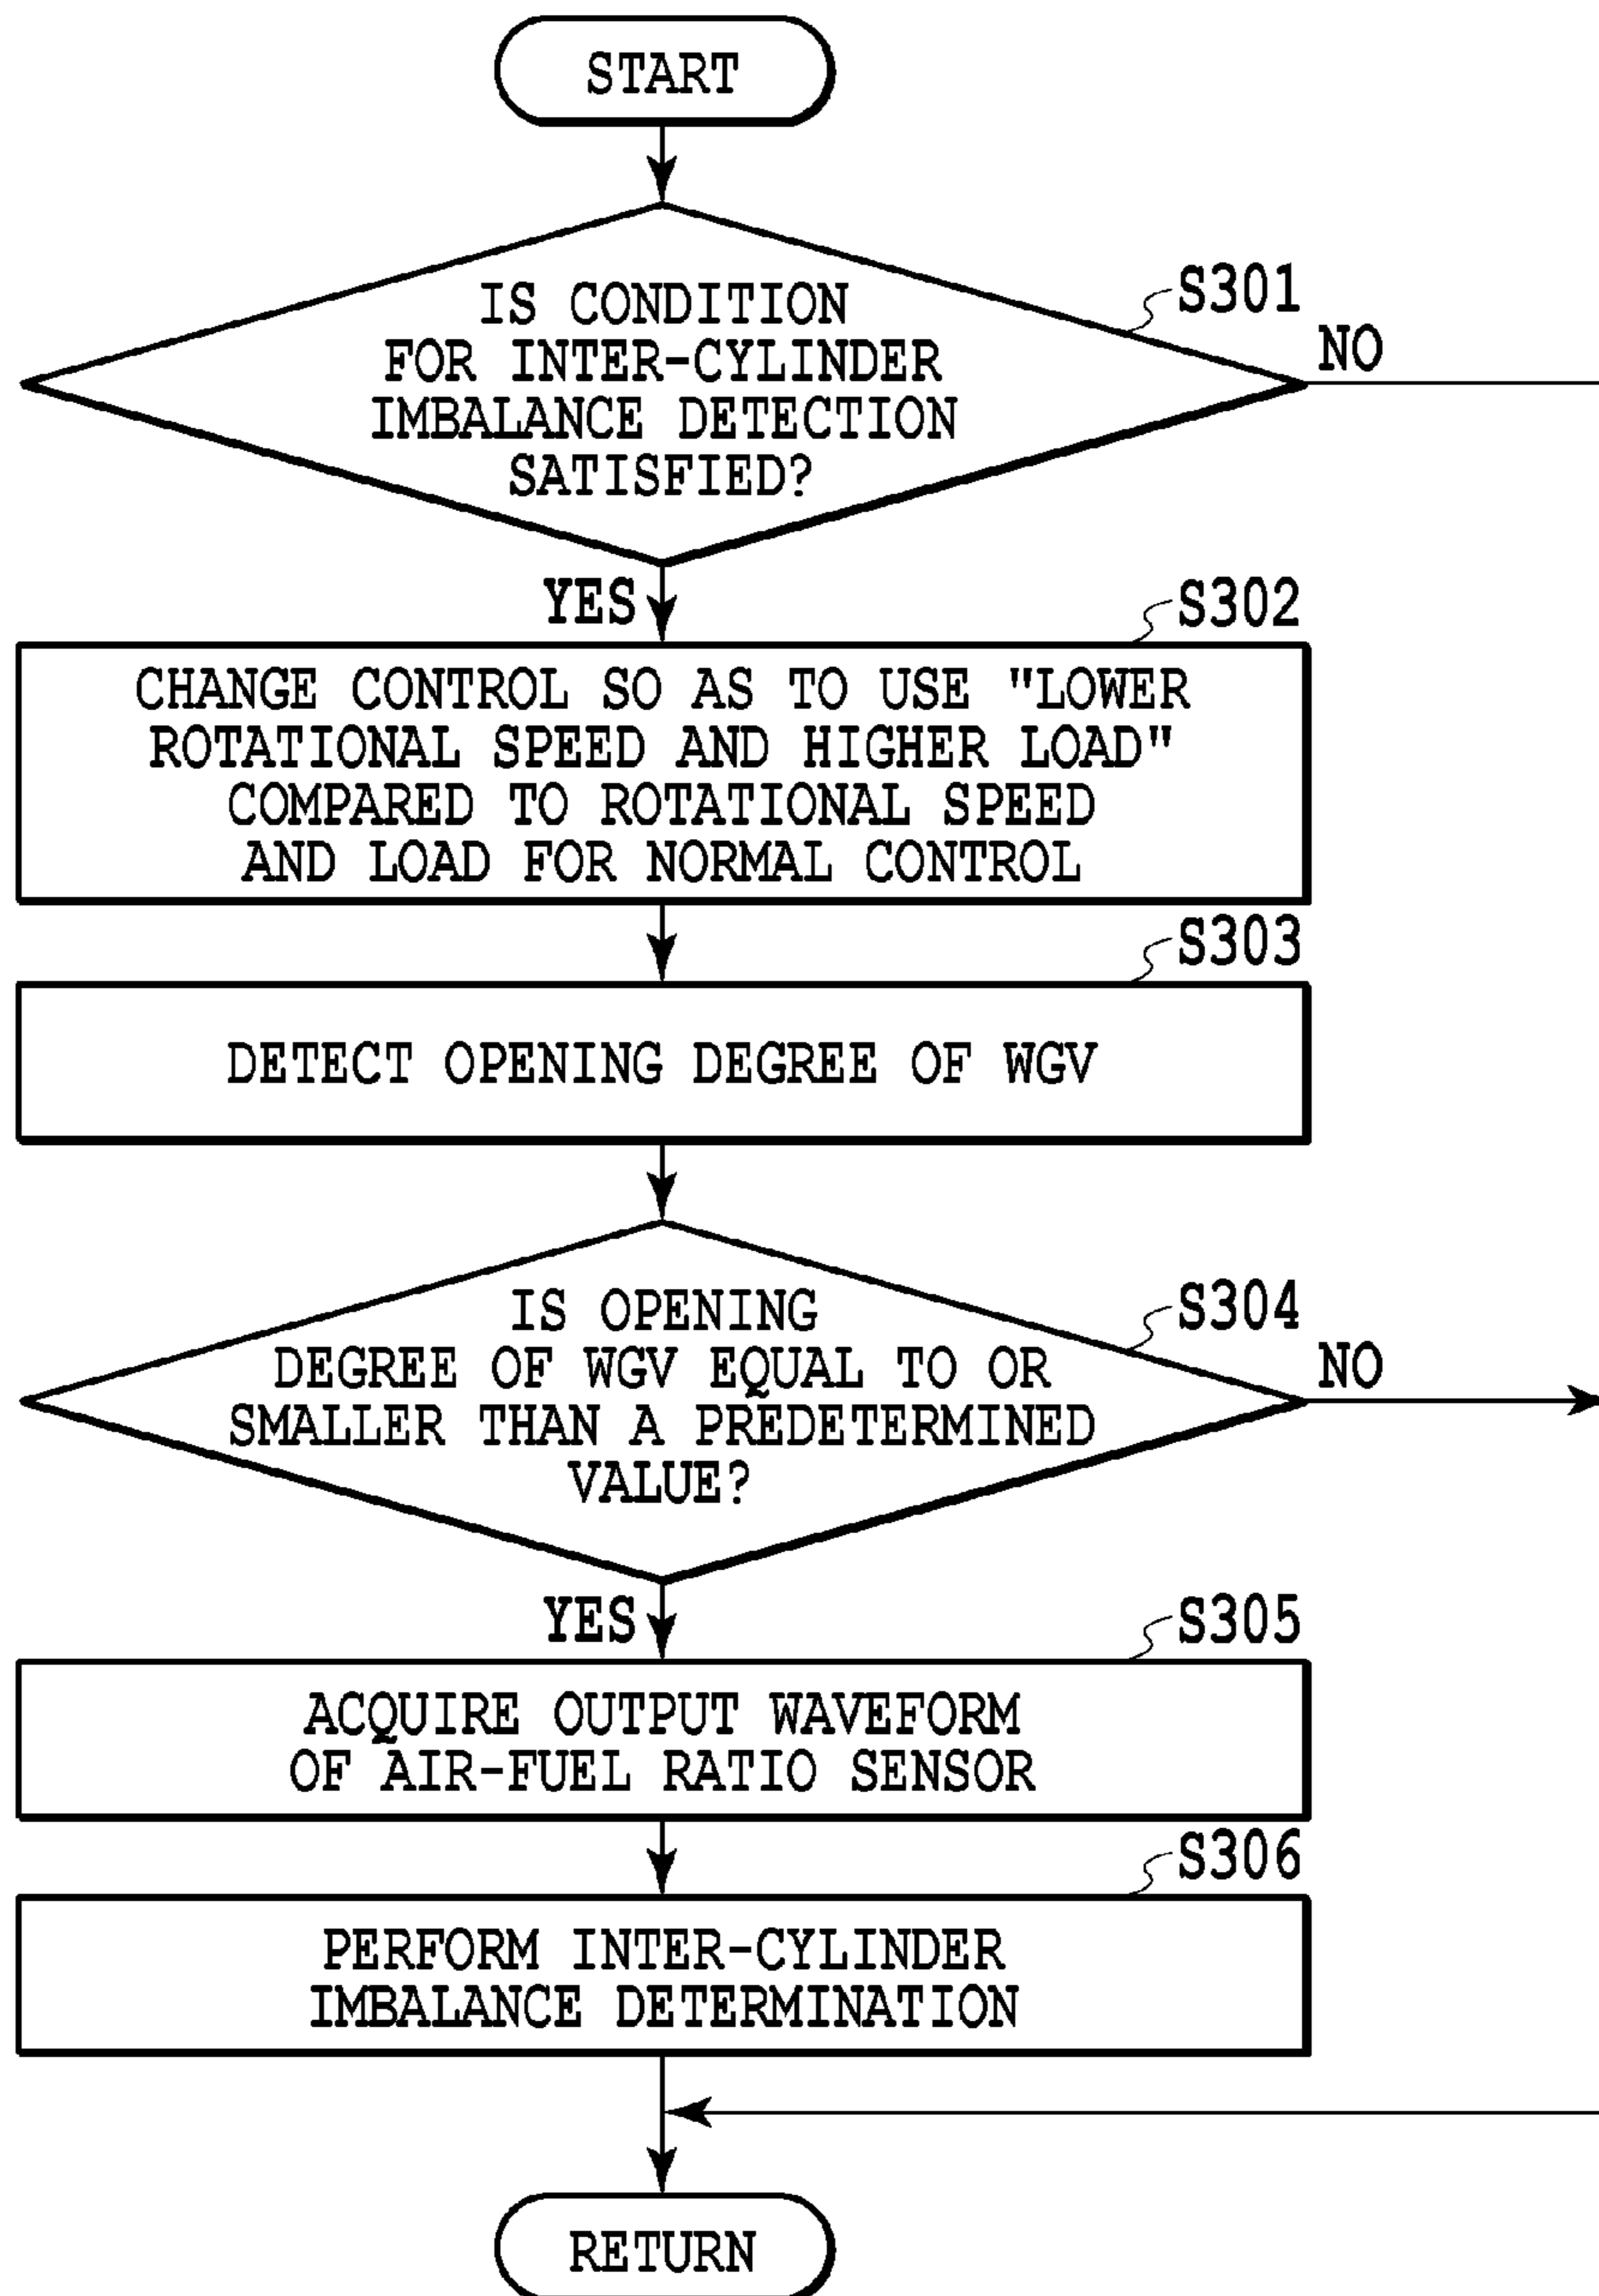 START
IS CONDITION
FOR INTER-CYLINDER
IMBALANCE DETECTION
SATISFIED?
S301
NO
YES
S302
CHANGE CONTROL SO AS TO USE "LOWER
ROTATIONAL SPEED AND HIGHER LOAD"
COMPARED TO ROTATIONAL SPEED
AND LOAD FOR NORMAL CONTROL
S303
DETECT OPENING DEGREE OF WGV
S304
IS OPENING
DEGREE OF WGV EQUAL TO OR
SMALLER THAN A PREDETERMINED
VALUE?
NO
YES
S305
ACQUIRE OUTPUT WAVEFORM
OF AIR-FUEL RATIO SENSOR
S306
PERFORM INTER-CYLINDER
IMBALANCE DETERMINATION
RETURN